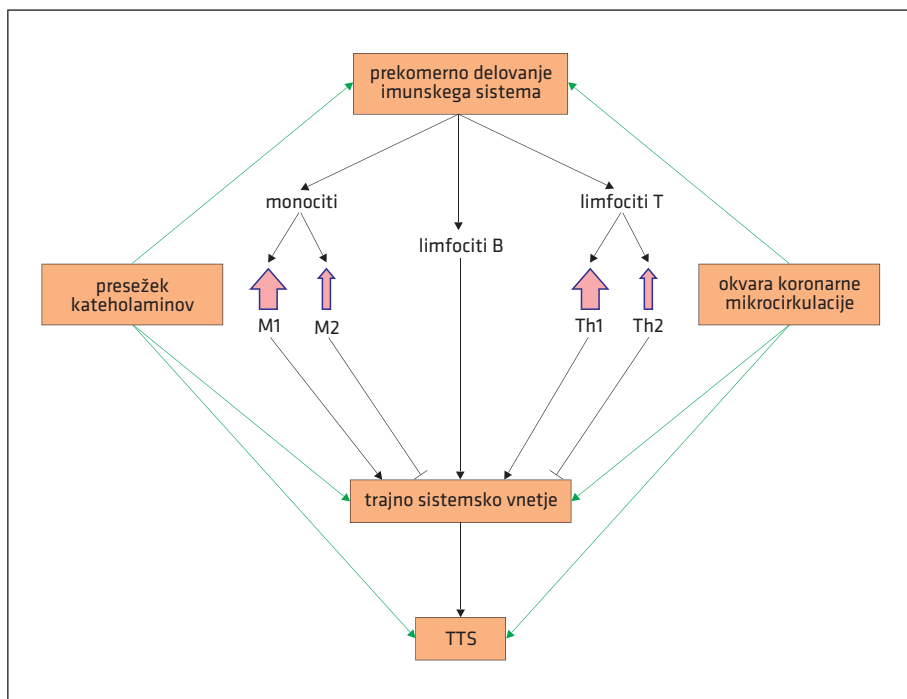 prekomerno delovanje
imunskega sistema
monociti
limfociti T
limfociti B
presežek
kateholaminov
okvara koronarne
mikrocirkulacije
M1
M2
Th1
Th2
trajno sistemsko vnetje
TTS